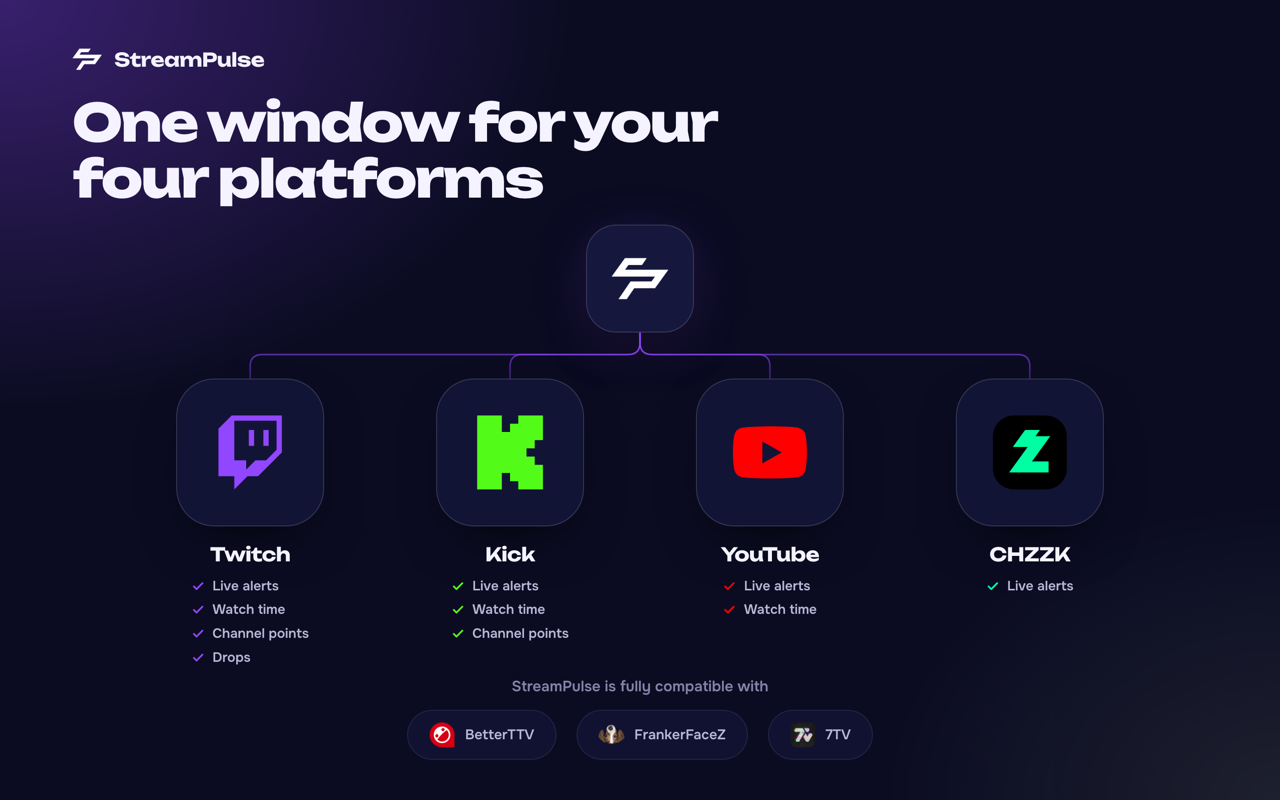 StreamPulse
One window for your
four platforms
Twitch
Live alerts
Watch time
Channel points
Drops
Kick
Live alerts
Watch time
Channel points
YouTube
Live alerts
Watch time
CHZZK
Live alerts
StreamPulse is fully compatible with
BetterTTV
FrankerFaceZ
7TV